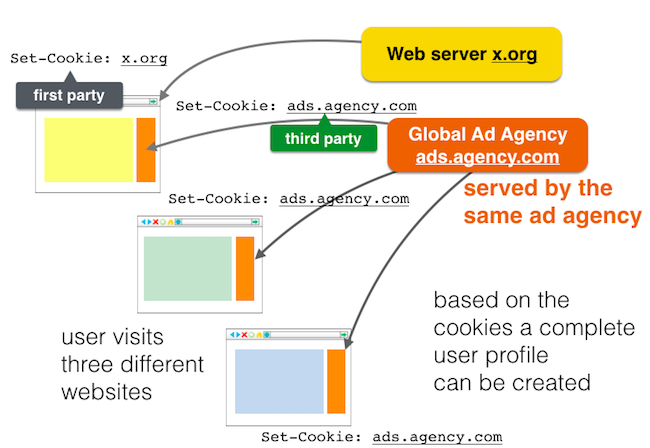 Web server x.org
Set-Cookie: x.org
first party
Set-Cookie: ads.agency.com
third party
Global Ad Agency
ads.agency.com
served by the
same ad agency
Set-Cookie: ads.agency.com
user visits
three different
websites
based on the
cookies a complete
user profile
can be created
Set-Cookie: ads.agency.com